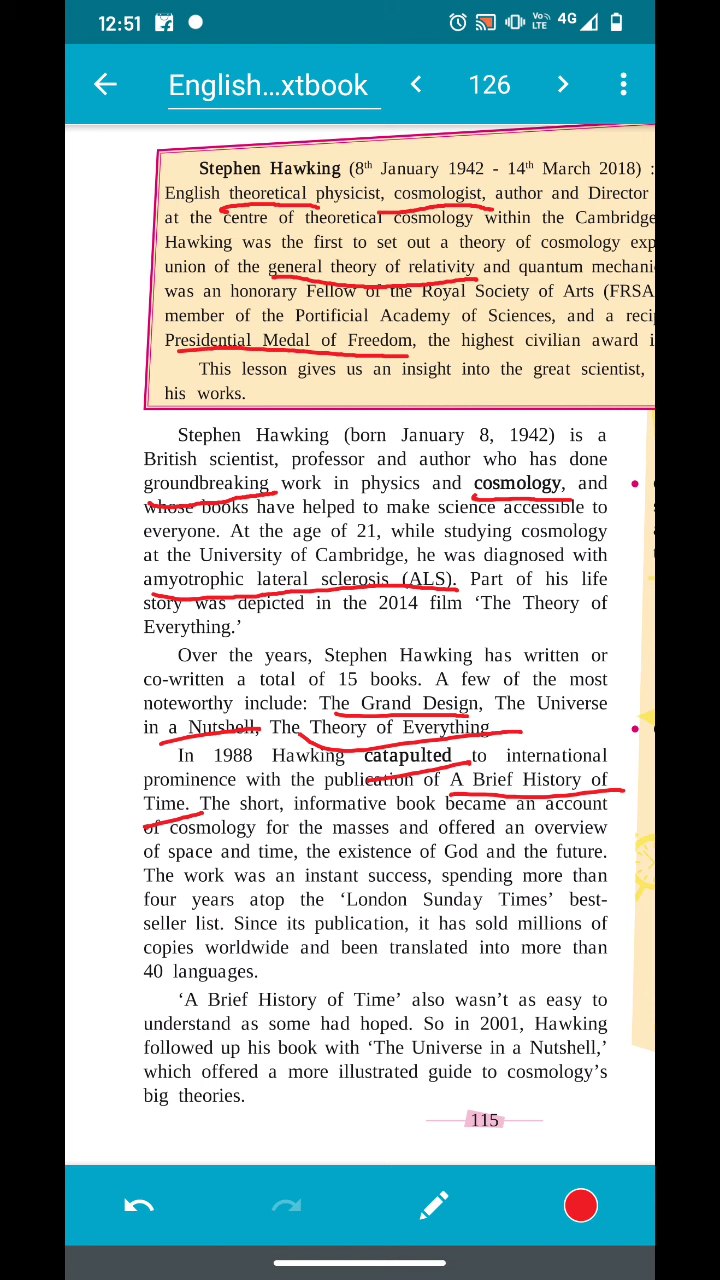 12:51 Vo LTE 4G
English...xtbook 126
Stephen Hawking (8th January 1942 - 14th March 2018) :
English theoretical physicist, cosmologist, author and Director
at the centre of theoretical cosmology within the Cambridge
Hawking was the first to set out a theory of cosmology exp
union of the general theory of relativity and quantum mechani
was an honorary Fellow of the Royal Society of Arts (FRSA
member of the Portificial Academy of Sciences, and a reci
Presidential Medal of Freedom, the highest civilian award i
This lesson gives us an insight into the great scientist,
his works.
Stephen Hawking (born January 8, 1942) is a
British scientist, professor and author who has done
groundbreaking work in physics and cosmology, and
whose books have helped to make science accessible to
everyone. At the age of 21, while studying cosmology
at the University of Cambridge, he was diagnosed with
amyotrophic lateral sclerosis (ALS). Part of his life
story was depicted in the 2014 film ‘The Theory of
Everything.’
Over the years, Stephen Hawking has written or
co-written a total of 15 books. A few of the most
noteworthy include: The Grand Design, The Universe
in a Nutshell, The Theory of Everything
In 1988 Hawking catapulted to international
prominence with the publication of A Brief History of
Time. The short, informative book became an account
of cosmology for the masses and offered an overview
of space and time, the existence of God and the future.
The work was an instant success, spending more than
four years atop the ‘London Sunday Times’ best-
seller list. Since its publication, it has sold millions of
copies worldwide and been translated into more than
40 languages.
‘A Brief History of Time’ also wasn’t as easy to
understand as some had hoped. So in 2001, Hawking
followed up his book with ‘The Universe in a Nutshell,’
which offered a more illustrated guide to cosmology’s
big theories.
115